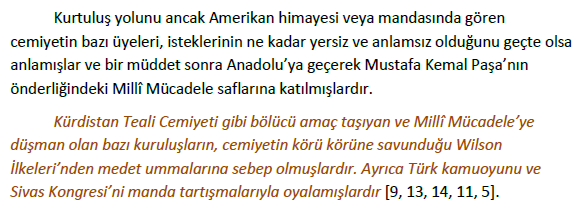 Kurtuluş yolunu ancak Amerikan himayesi veya mandasında gören
cemiyetin bazı üyeleri, isteklerinin ne kadar yersiz ve anlamsız olduğunu geçte olsa
anlamışlar ve bir müddet sonra Anadolu’ya geçerek Mustafa Kemal Paşa’nın
önderliğindeki Millî Mücadele saflarına katılmışlardır.
Kürdistan Teali Cemiyeti gibi bölücü amaç taşıyan ve Millî Mücadele’ye
düşman olan bazı kuruluşların, cemiyetin körü körüne savunduğu Wilson
İlkeleri’nden medet ummalarına sebep olmuşlardır. Ayrıca Türk kamuoyunu ve
Sivas Kongresi’ni manda tartışmalarıyla oyalamışlardır [9, 13, 14, 11, 5].